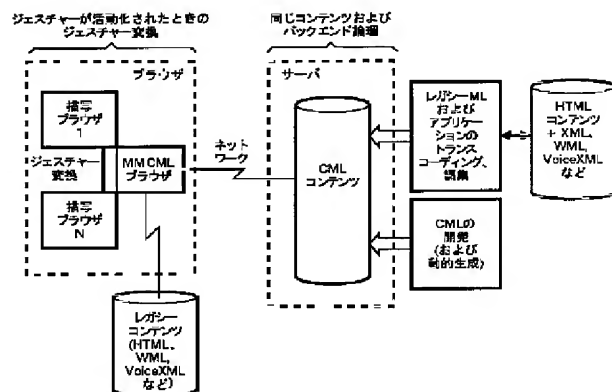 ジェスチャーが活動化されたときの
ジェスチャー変換
同じコンテンツおよび
バックエンド論理
ブラウザ
サーバ
描写
ブラウザ
1
ジェスチャー
変換
MM CML
ブラウザ
描写
ブラウザ
N
ネット
ワーク
CML
コンテンツ
レガシーML
および
アプリケー
ションの
トランス
コーディング、
編集
HTML
コンテンツ
+ XML,
WML,
VoiceXML
など
CMLの
開発
(および
動的生成)
レガシー
コンテンツ
(HTML、
WML,
VoiceXML
など)